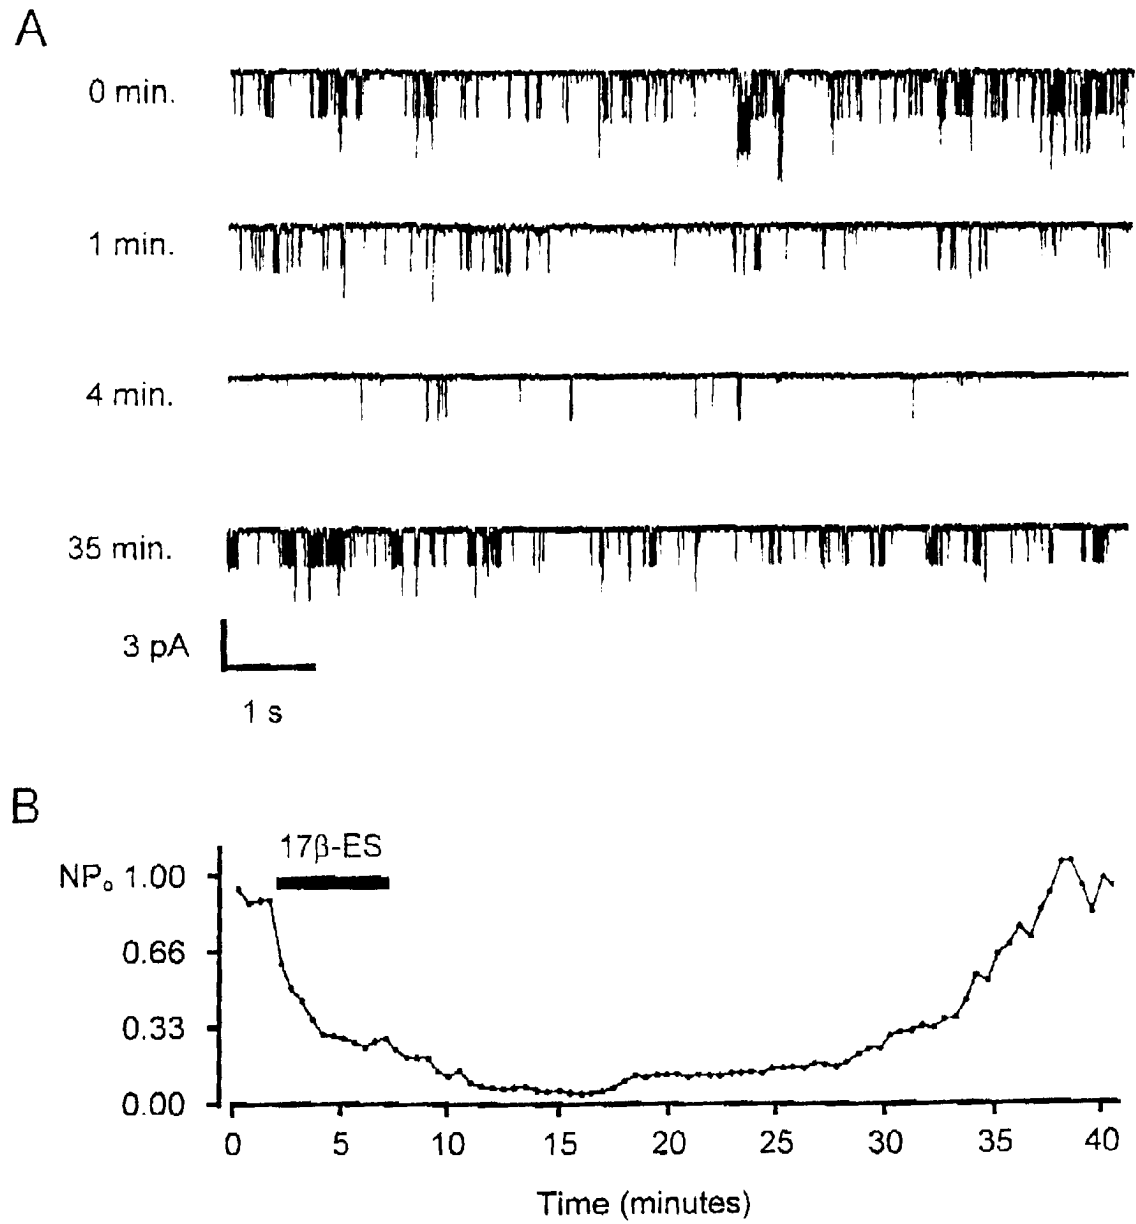 A
0 min.
1 min.
4 min.
35 min.
3 pA
1 s
B
17β-ES
NPₒ 1.00
0.66
0.33
0.00
0 5 10 15 20 25 30 35 40
Time (minutes)